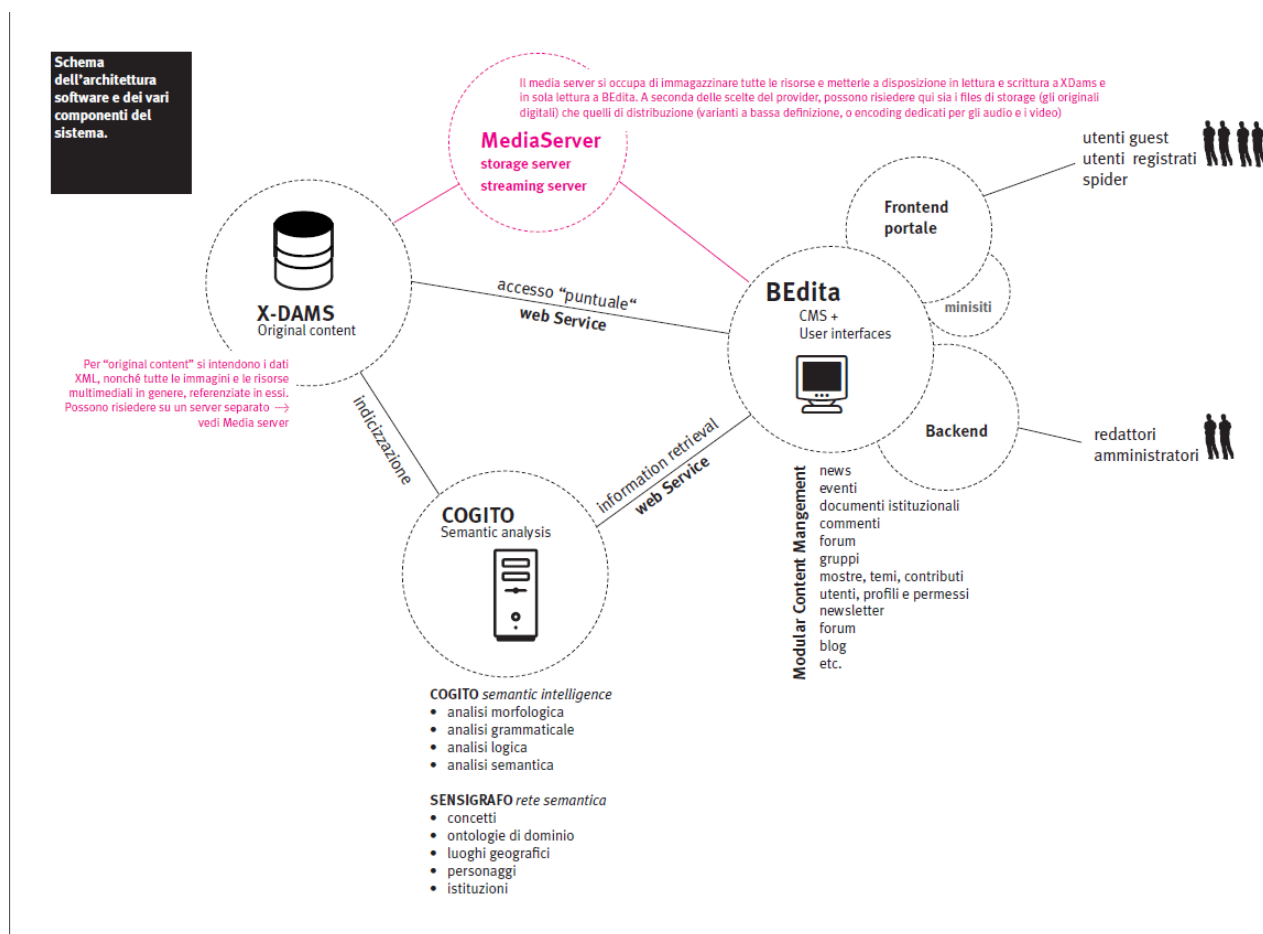 Schema
dell'architettura
software e dei vari
componenti del
sistema.
Il media server si occupa di immagazzinare tutte le risorse e metterle a disposizione in lettura e scrittura a XDams e
in sola lettura a BEdita. A seconda delle scelte del provider, possono risiedere qui sia i files di storage (gli originali
digitali) che quelli di distribuzione (varianti a bassa definizione, o encoding dedicati per gli audio e i video)
MediaServer
storage server
streaming server
utenti guest
utenti registrati
spider
Frontend
portale
minisiti
X-DAMS
Original content
accesso "puntuale"
web Service
BEdita
CMS +
User interfaces
Per "original content" si intendono i dati
XML, nonché tutte le immagini e le risorse
multimediali in genere, referenziate in essi.
Possono risiedere su un server separato →
vedi Media server
indicizzazione
information retrieval
web Service
Backend
redattori
amministratori
COGITO
Semantic analysis
Modular Content Mangement
news
eventi
documenti istituzionali
commenti
forum
gruppi
mostre, temi, contributi
utenti, profili e permessi
newsletter
forum
blog
etc.
COGITO semantic intelligence
• analisi morfologica
• analisi grammaticale
• analisi logica
• analisi semantica
SENSIGRAFO rete semantica
• concetti
• ontologie di dominio
• luoghi geografici
• personaggi
• istituzioni